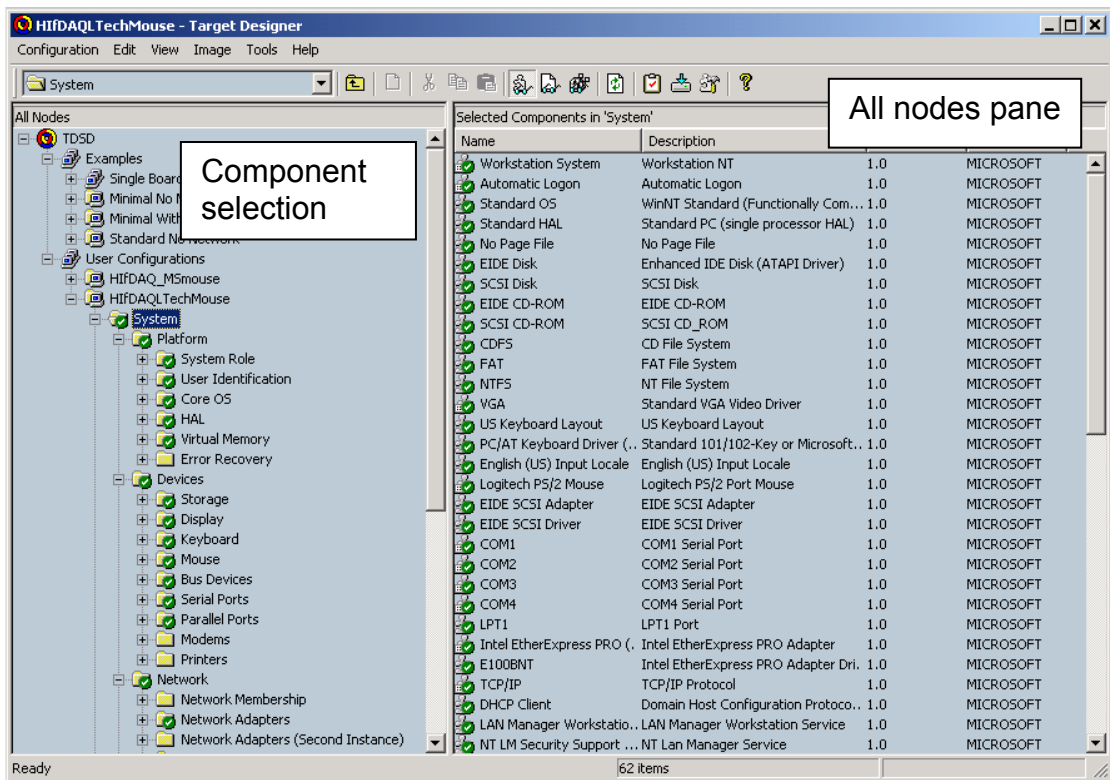 HIfDAQLTechMouse - Target Designer
Configuration Edit View Image Tools Help
System
All nodes pane
All Nodes
Component
selection
TDSD
Examples
Single Boar
Minimal No
Minimal With
Standard No Network
User Configurations
HIfDAQ_MSmouse
HIfDAQLTechMouse
System
Platform
System Role
User Identification
Core OS
HAL
Virtual Memory
Error Recovery
Devices
Storage
Display
Keyboard
Mouse
Bus Devices
Serial Ports
Parallel Ports
Modems
Printers
Network
Network Membership
Network Adapters
Network Adapters (Second Instance)
Selected Components in 'System'
Name Description
Workstation System Workstation NT 1.0 MICROSOFT
Automatic Logon Automatic Logon 1.0 MICROSOFT
Standard OS WinNT Standard (Functionally Com... 1.0 MICROSOFT
Standard HAL Standard PC (single processor HAL) 1.0 MICROSOFT
No Page File No Page File 1.0 MICROSOFT
EIDE Disk Enhanced IDE Disk (ATAPI Driver) 1.0 MICROSOFT
SCSI Disk SCSI Disk 1.0 MICROSOFT
EIDE CD-ROM EIDE CD-ROM 1.0 MICROSOFT
SCSI CD-ROM SCSI CD_ROM 1.0 MICROSOFT
CDFS CD File System 1.0 MICROSOFT
FAT FAT File System 1.0 MICROSOFT
NTFS NT File System 1.0 MICROSOFT
VGA Standard VGA Video Driver 1.0 MICROSOFT
US Keyboard Layout US Keyboard Layout 1.0 MICROSOFT
PC/AT Keyboard Driver (.. Standard 101/102-Key or Microsoft.. 1.0 MICROSOFT
English (US) Input Locale English (US) Input Locale 1.0 MICROSOFT
Logitech PS/2 Mouse Logitech PS/2 Port Mouse 1.0 MICROSOFT
EIDE SCSI Adapter EIDE SCSI Adapter 1.0 MICROSOFT
EIDE SCSI Driver EIDE SCSI Driver 1.0 MICROSOFT
COM1 COM1 Serial Port 1.0 MICROSOFT
COM2 COM2 Serial Port 1.0 MICROSOFT
COM3 COM3 Serial Port 1.0 MICROSOFT
COM4 COM4 Serial Port 1.0 MICROSOFT
LPT1 LPT1 Port 1.0 MICROSOFT
Intel EtherExpress PRO (. Intel EtherExpress PRO Adapter 1.0 MICROSOFT
E100BNT Intel EtherExpress PRO Adapter Dri. 1.0 MICROSOFT
TCP/IP TCP/IP Protocol 1.0 MICROSOFT
DHCP Client Domain Host Configuration Protoco.. 1.0 MICROSOFT
LAN Manager Workstatio.. LAN Manager Workstation Service 1.0 MICROSOFT
NT LM Security Support ... NT Lan Manager Service 1.0 MICROSOFT
Ready 62 items